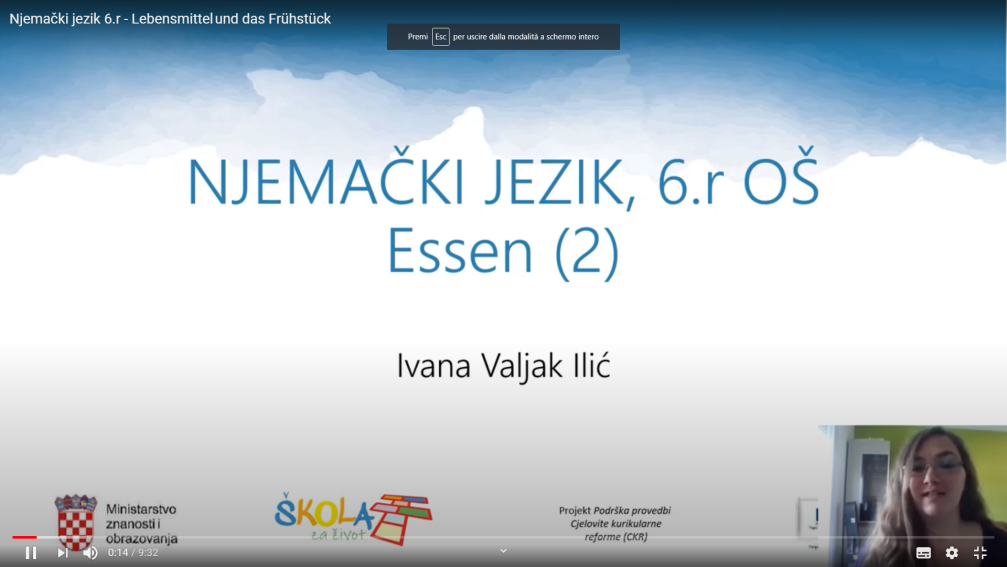 Njemački jezik 6.r - Lebensmittel und das Frühstück
Premi Esc per uscire dalla modalità a schermo intero
NJEMAČKI JEZIK, 6.r OŠ
Essen (2)
Ivana Valjak Ilić
Ministarstvo
znanosti i
obrazovanja
ŠKOLA
za život
Projekt Podrška provedbi
Cjelovite kurikularne
reforme (CKR)
0:14 / 9:32